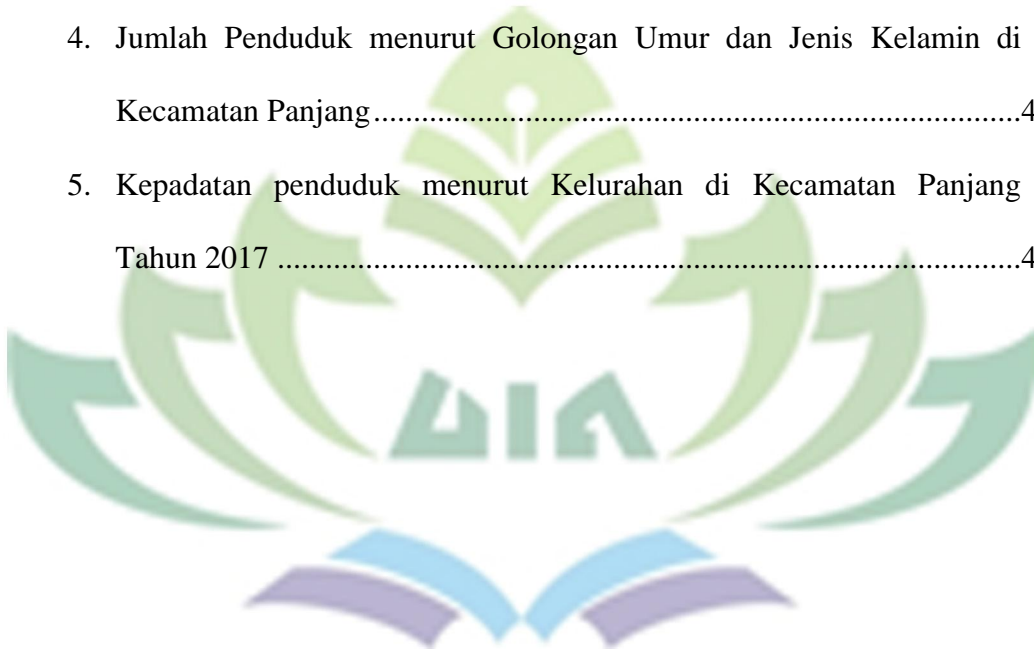 4. Jumlah Penduduk menurut Golongan Umur dan Jenis Kelamin di
Kecamatan Panjang...................................................................................4
5. Kepadatan penduduk menurut Kelurahan di Kecamatan Panjang
Tahun 2017 ...............................................................................................4
UIN